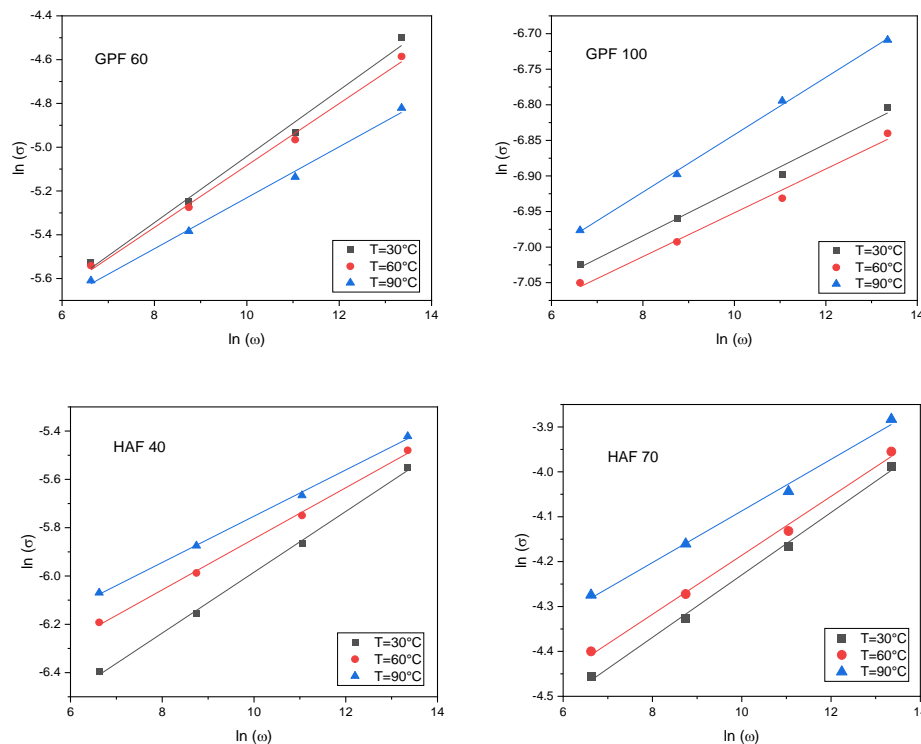 -4.4
-4.6
-4.8
-5.0
-5.2
-5.4
-5.6
ln (σ)
GPF 60
T=30°C
T=60°C
T=90°C
6 8 10 12 14
ln (ω)
-6.70
-6.75
-6.80
-6.85
-6.90
-6.95
-7.00
-7.05
ln (σ)
GPF 100
T=30°C
T=60°C
T=90°C
6 8 10 12 14
ln (ω)
-5.4
-5.6
-5.8
-6.0
-6.2
-6.4
ln (σ)
HAF 40
T=30°C
T=60°C
T=90°C
6 8 10 12 14
ln (ω)
-3.9
-4.0
-4.1
-4.2
-4.3
-4.4
-4.5
ln (σ)
HAF 70
T=30°C
T=60°C
T=90°C
6 8 10 12 14
ln (ω)